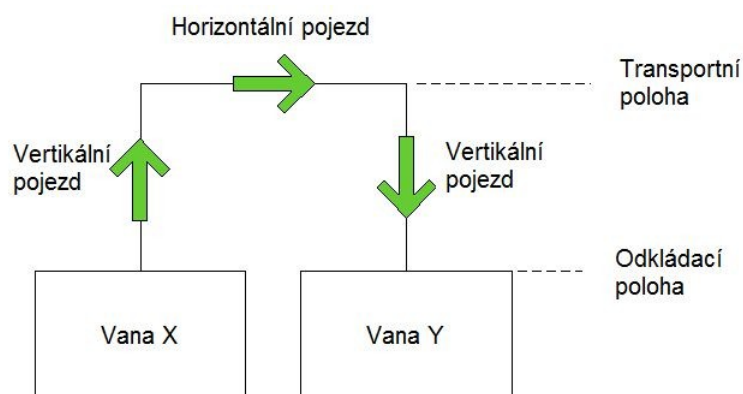 Horizontální pojezd
Transportní
poloha
Vertikální
pojezd
Vertikální
pojezd
Odkládací
poloha
Vana X
Vana Y